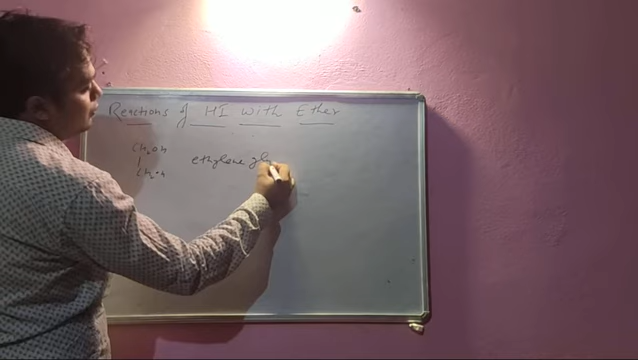 Reactions of HI with Ether
CH₂OH
| ethylene gl
CH₂OH